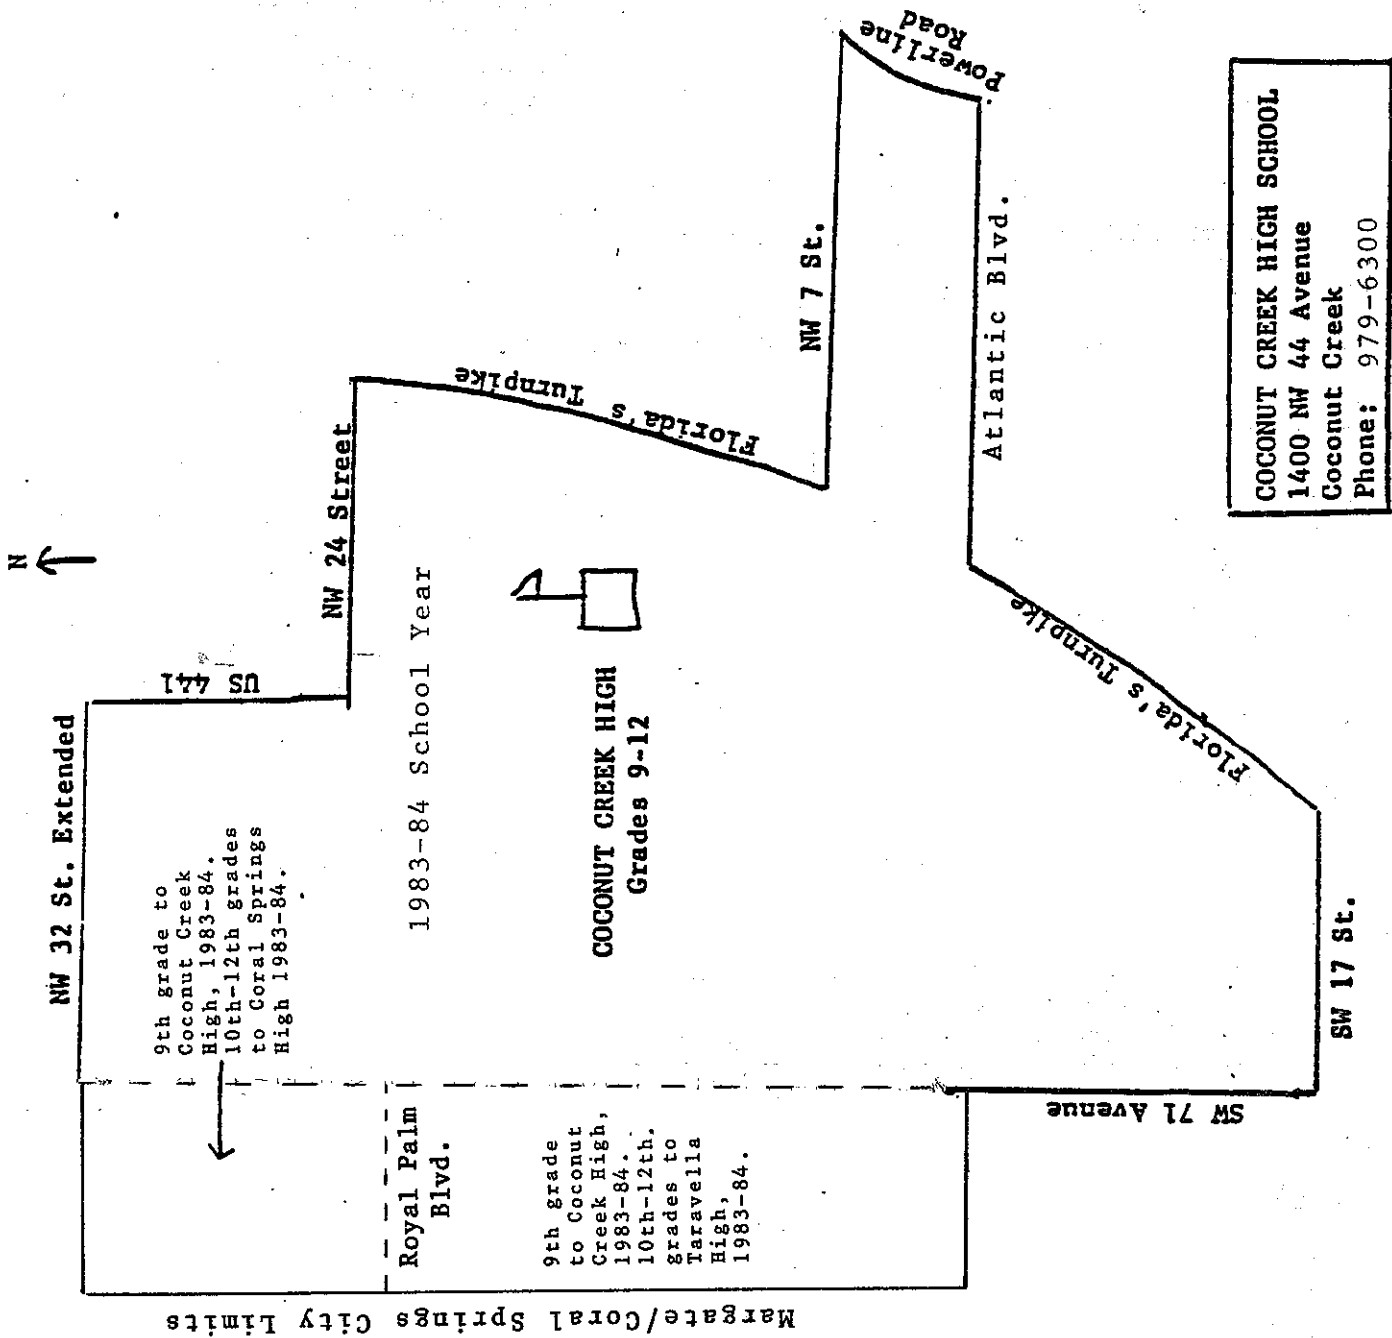 N
NW 32 St. Extended
US 441
NW 24 Street
9th grade to
Coconut Creek
High, 1983-84.
10th-12th grades
to Coral Springs
High 1983-84.
1983-84 School Year
Florida's Turnpike
COCONUT CREEK HIGH
Grades 9-12
NW 7 St.
Powerline
Road
Atlantic Blvd.
Florida's Turnpike
Royal Palm
Blvd.
9th grade
to Coconut
Creek High,
1983-84.
10th-12th.
grades to
Taravella
High,
1983-84.
Margate/Coral Springs City Limits
SW 71 Avenue
SW 17 St.
COCONUT CREEK HIGH SCHOOL
1400 NW 44 Avenue
Coconut Creek
Phone: 979-6300